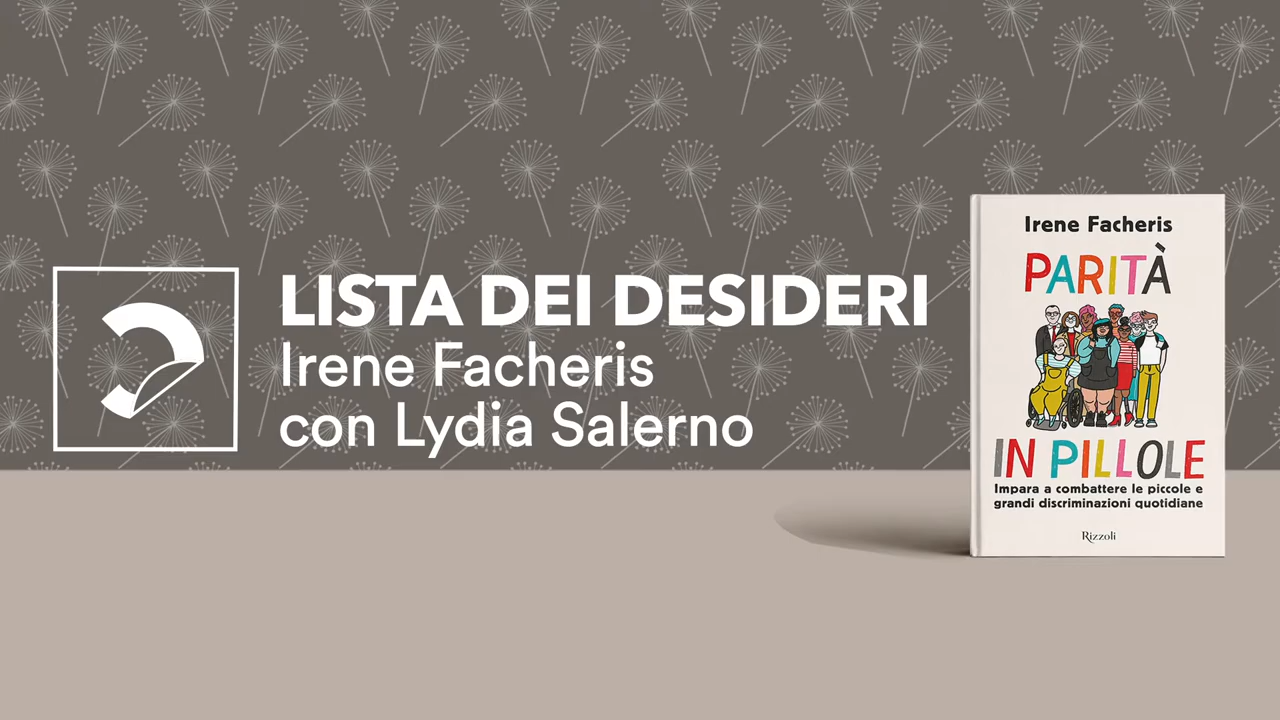 LISTA DEI DESIDERI
Irene Facheris
con Lydia Salerno
Irene Facheris
PARITÀ
IN PILLOLE
Impara a combattere le piccole e
grandi discriminazioni quotidiane
Rizzoli